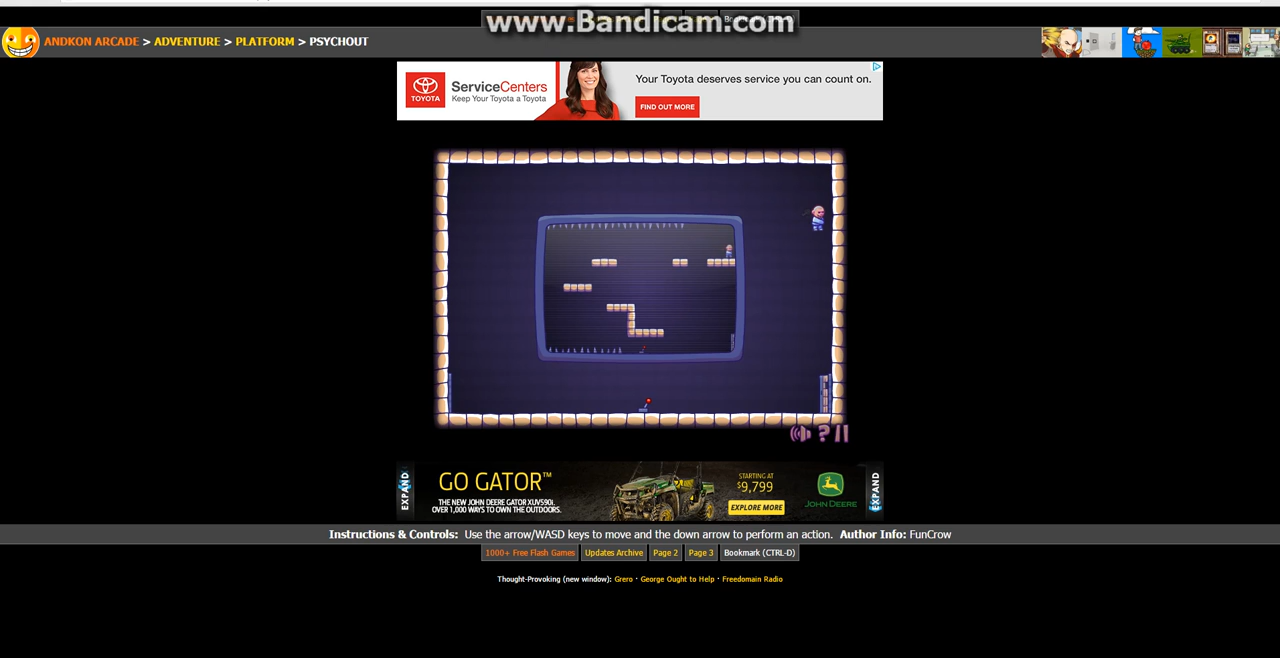 www.Bandicam.com
ANDKON ARCADE > ADVENTURE > PLATFORM > PSYCHOUT
TOYOTA
ServiceCenters
Keep Your Toyota a Toyota
Your Toyota deserves service you can count on.
FIND OUT MORE
?
EXPAND
GO GATOR™
THE NEW JOHN DEERE GATOR XUV590i.
OVER 1,000 WAYS TO OWN THE OUTDOORS.
STARTING AT
$9,799
EXPLORE MORE
JOHN DEERE
EXPAND
Instructions & Controls: Use the arrow/WASD keys to move and the down arrow to perform an action. Author Info: FunCrow
1000+ Free Flash Games Updates Archive Page 2 Page 3 Bookmark (CTRL-D)
Thought-Provoking (new window): Grero · George Ought to Help · Freedomain Radio